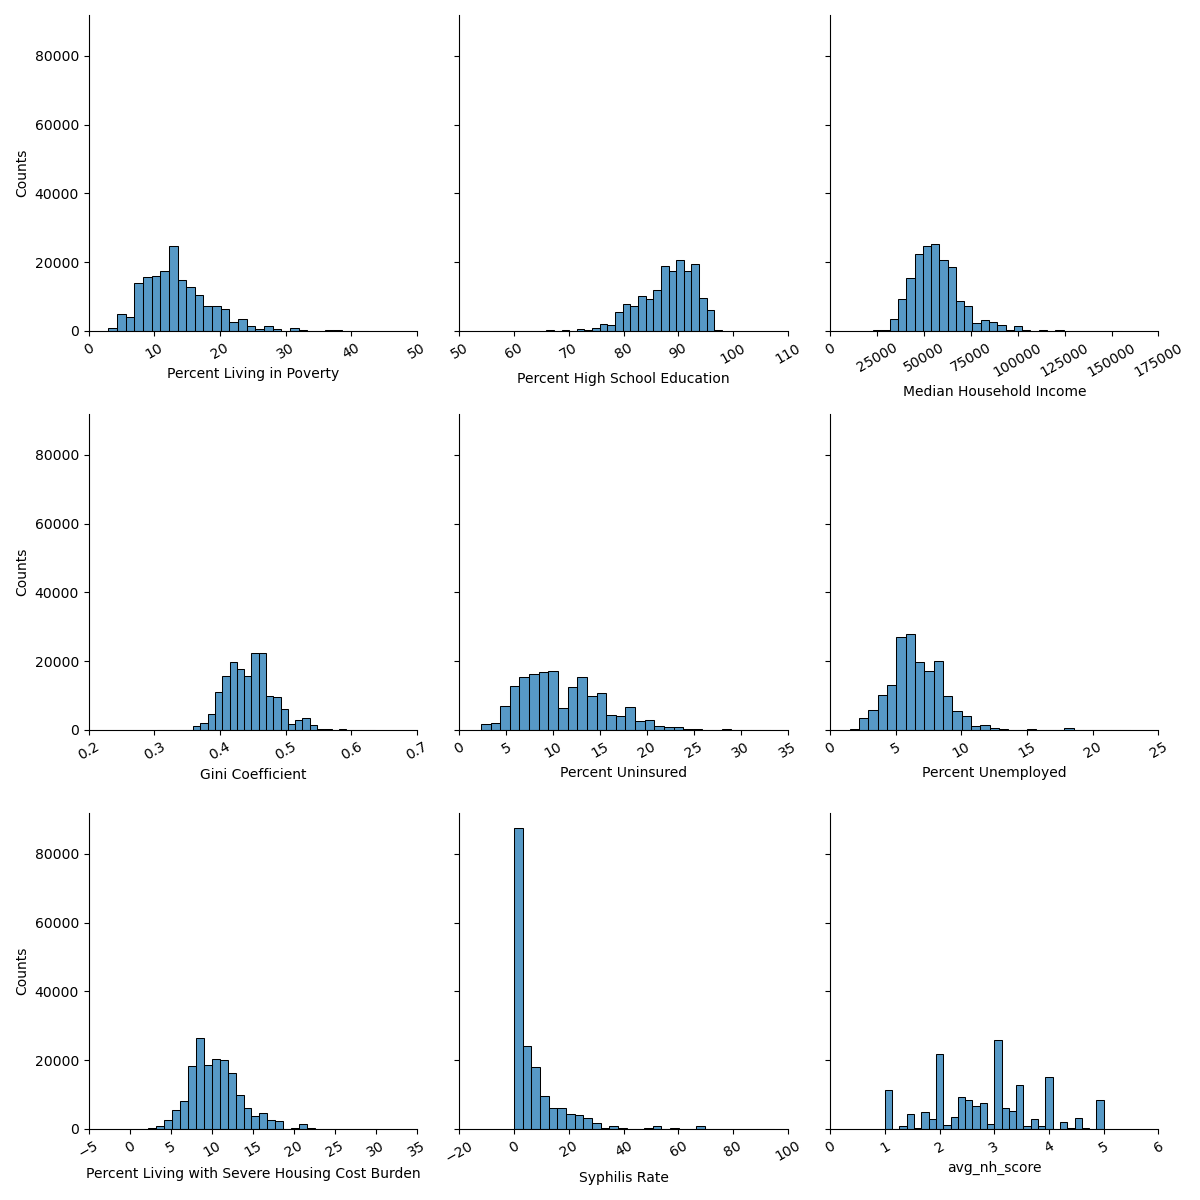 80000
60000
40000
20000
0
Counts
0 10 20 30 40 50
Percent Living in Poverty
50 60 70 80 90 100 110
Percent High School Education
0 25000 50000 75000 100000 125000 150000 175000
Median Household Income
80000
60000
40000
20000
0
Counts
0.2 0.3 0.4 0.5 0.6 0.7
Gini Coefficient
0 5 10 15 20 25 30 35
Percent Uninsured
0 5 10 15 20 25
Percent Unemployed
80000
60000
40000
20000
0
Counts
−5 0 5 10 15 20 25 30 35
Percent Living with Severe Housing Cost Burden
−20 0 20 40 60 80 100
Syphilis Rate
0 1 2 3 4 5 6
avg_nh_score